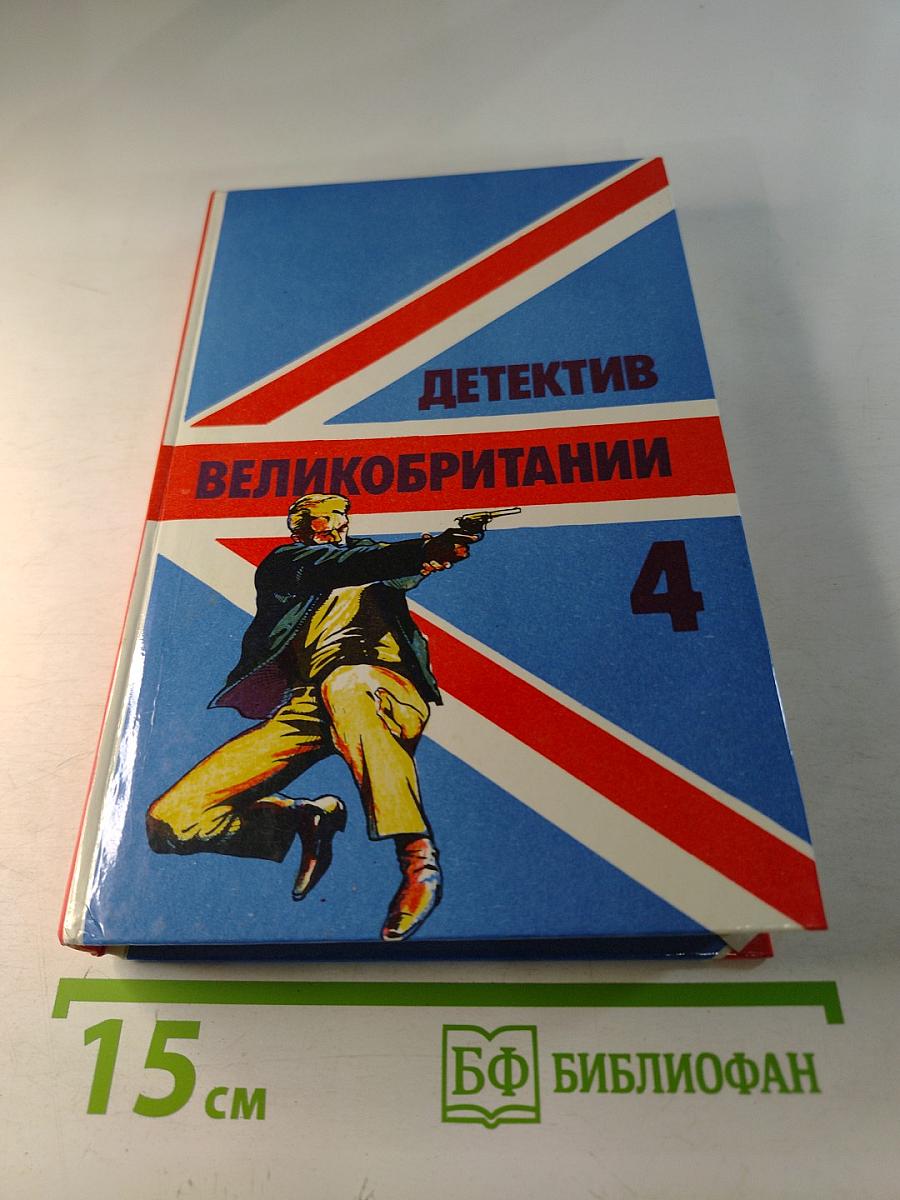 ДЕТЕКТИВ
ВЕЛИКОБРИТАНИИ
4
15 см
БФ БИБЛИОФАН